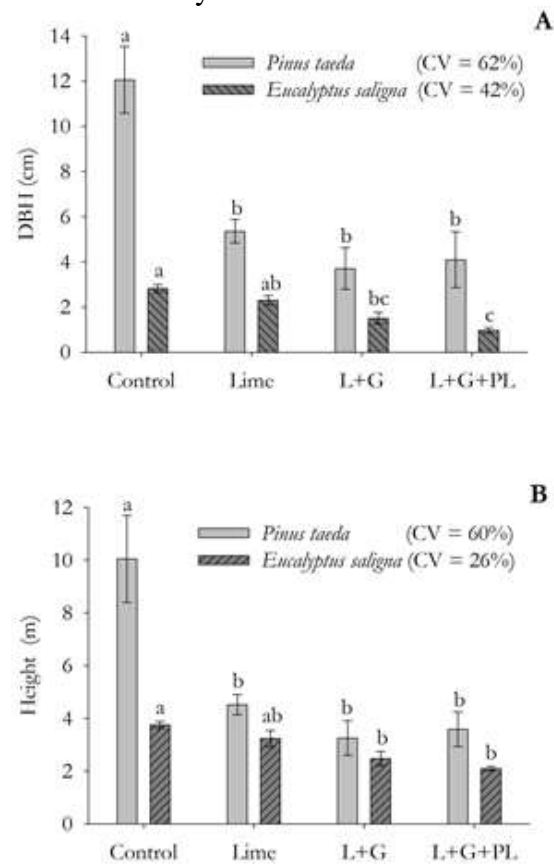 A
a
14
12
10
8
6
4
2
0
DBH (cm)
Pinus taeda (CV = 62%)
Eucalyptus saligna (CV = 42%)
b
b
b
a
ab
bc
c
Control Lime L+G L+G+PL
B
12
10
8
6
4
2
0
Height (m)
a
Pinus taeda (CV = 60%)
Eucalyptus saligna (CV = 26%)
a
b
ab
b
b
b
b
Control Lime L+G L+G+PL